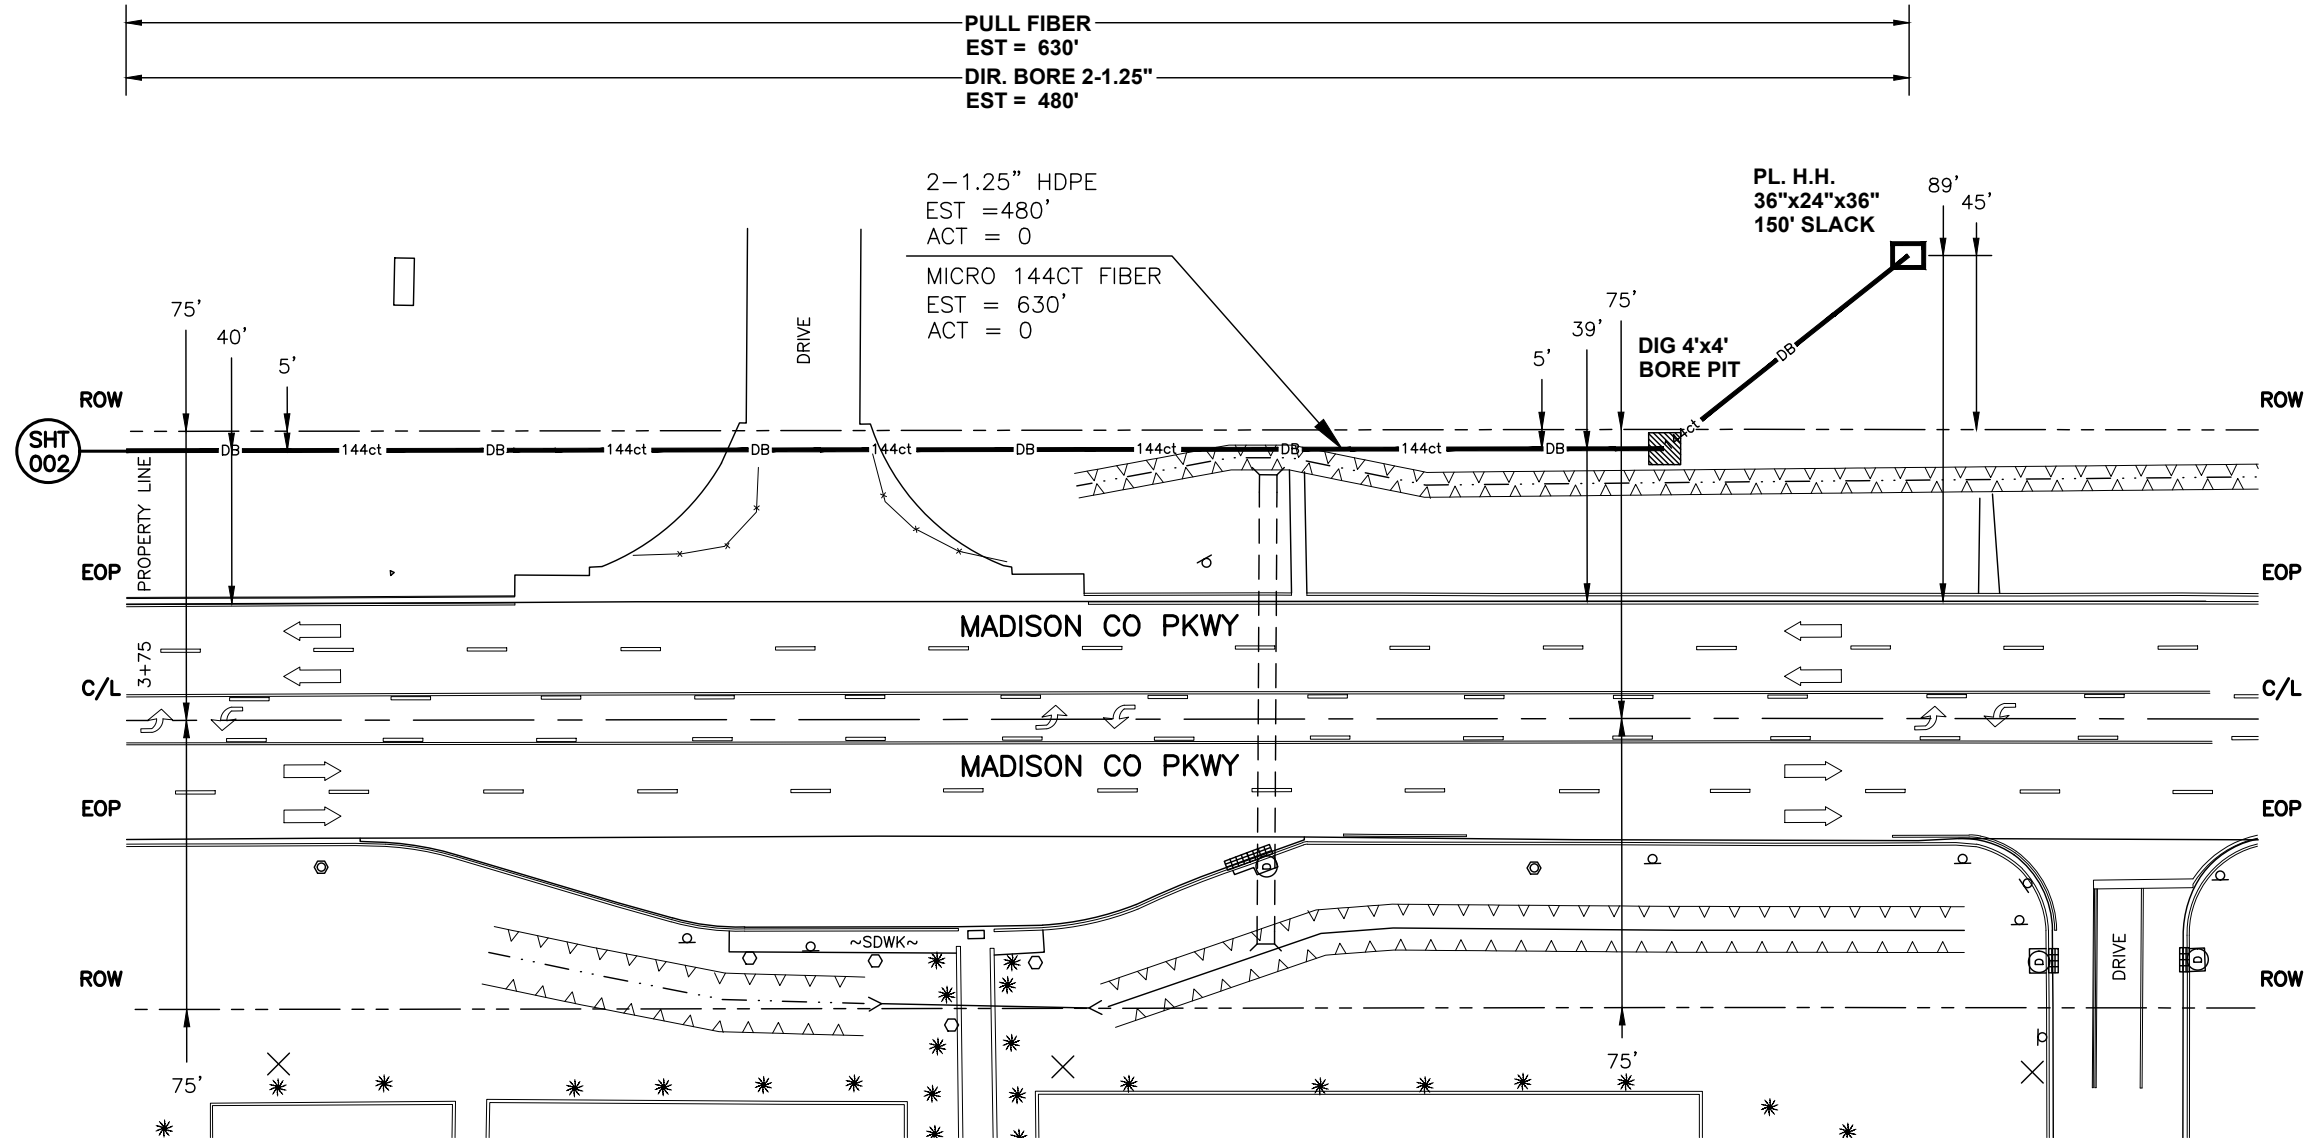 PULL FIBER
EST = 630'
DIR. BORE 2-1.25"
EST = 480'
2-1.25" HDPE
EST =480'
ACT = 0
MICRO 144CT FIBER
EST = 630'
ACT = 0
PL. H.H.
36"x24"x36"
150' SLACK
89'
45'
75'
40'
5'
DRIVE
5'
39'
75'
DIG 4'x4'
BORE PIT
DB
144ct
ROW
ROW
SHT
002
DB
144ct
DB
144ct
DB
144ct
DB
144ct
DB
144ct
DB
PROPERTY LINE
EOP
EOP
MADISON CO PKWY
3+75
C/L
C/L
MADISON CO PKWY
EOP
EOP
D
~SDWK~
DRIVE
D
D
ROW
ROW
75'
75'